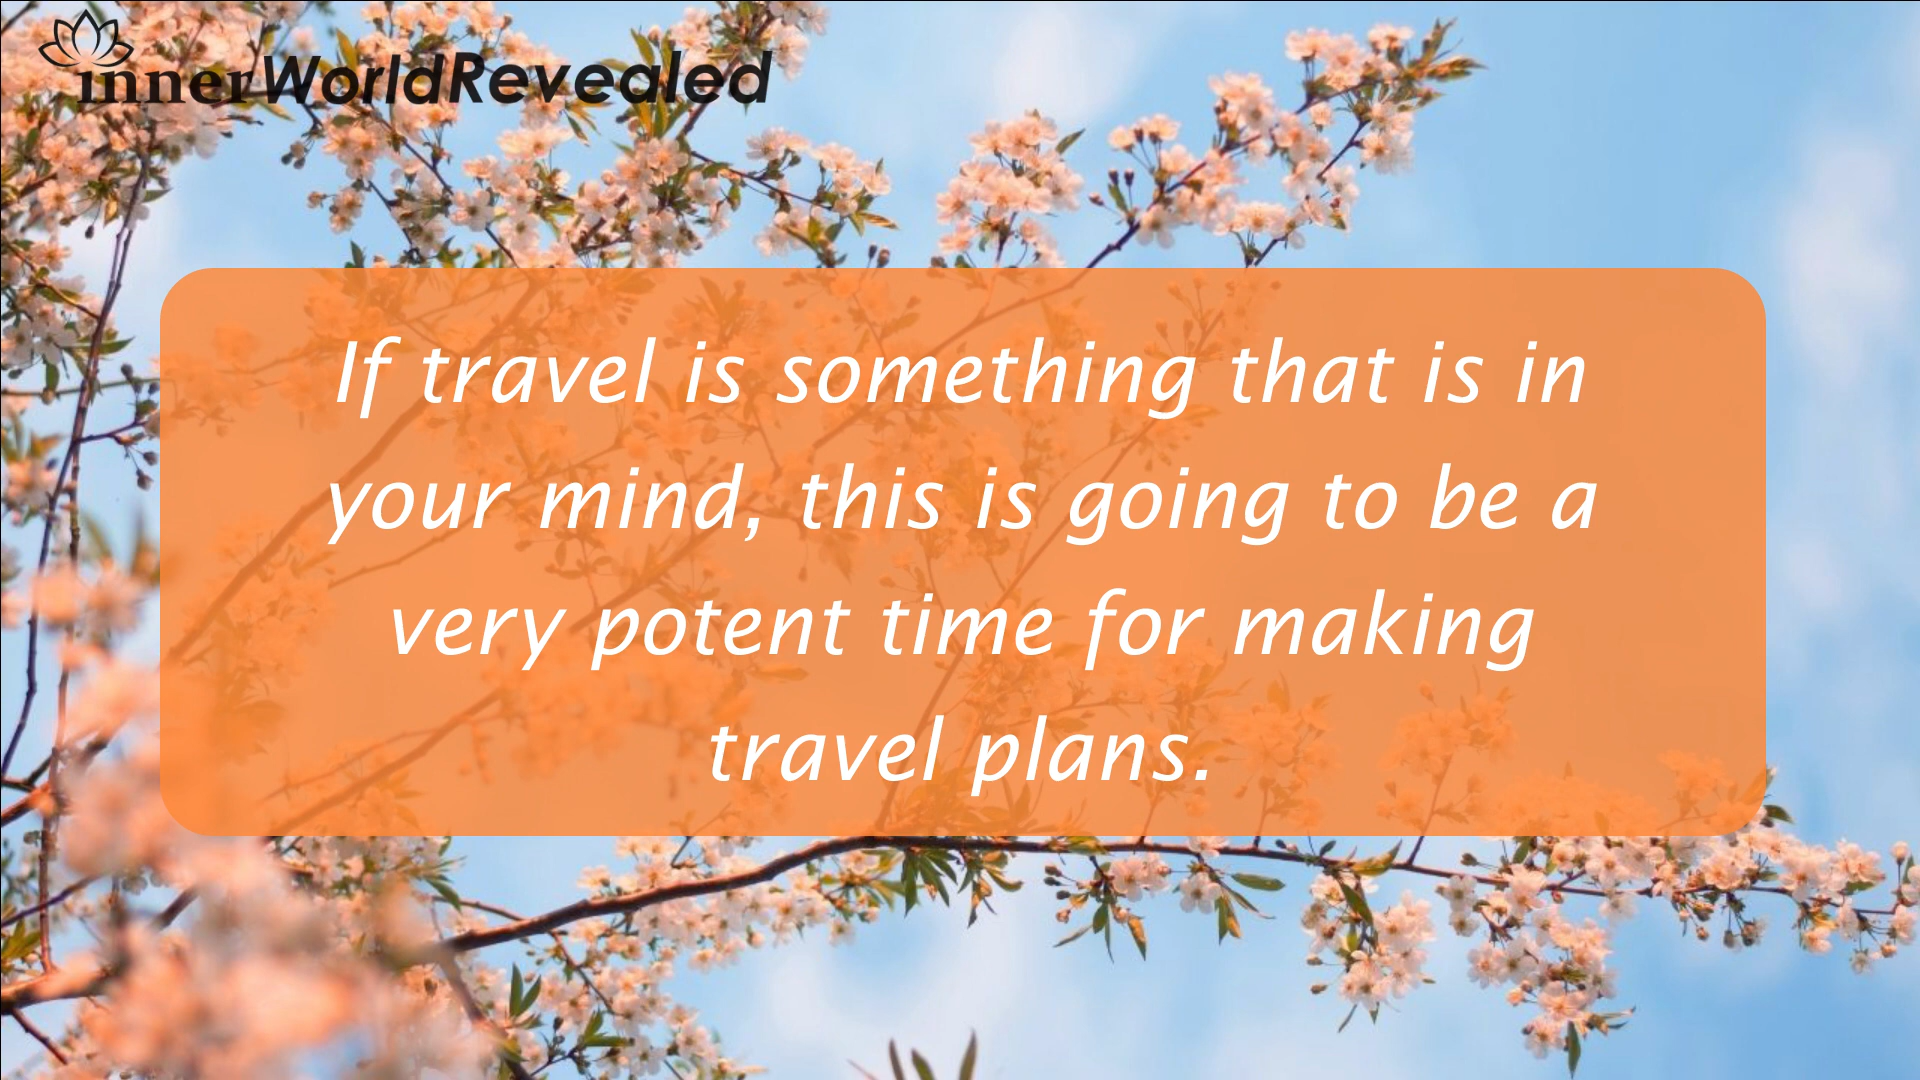 innerWorldRevealed
If travel is something that is in
your mind, this is going to be a
very potent time for making
travel plans.